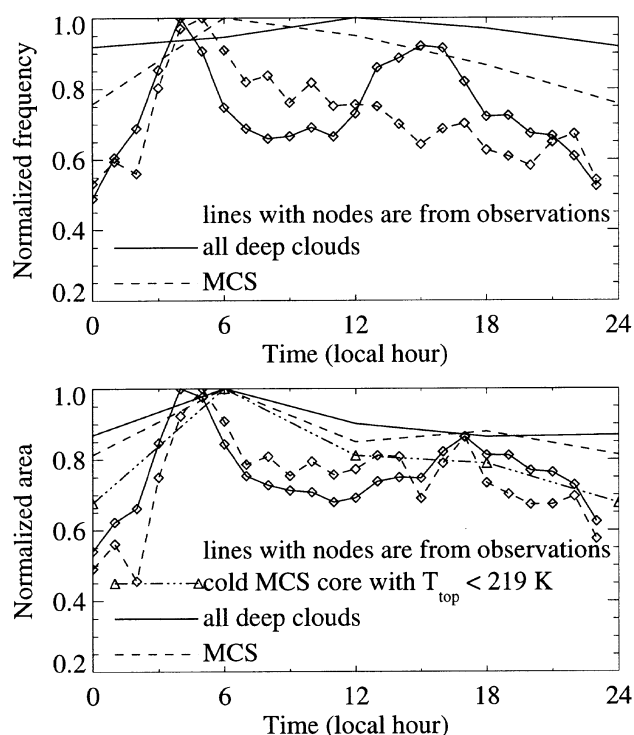 Normalized frequency
1.0
0.8
0.6
0.4
0.2
lines with nodes are from observations
all deep clouds
MCS
0 6 12 18 24
Time (local hour)
Normalized area
1.0
0.8
0.6
0.4
0.2
lines with nodes are from observations
cold MCS core with T_top < 219 K
all deep clouds
MCS
0 6 12 18 24
Time (local hour)